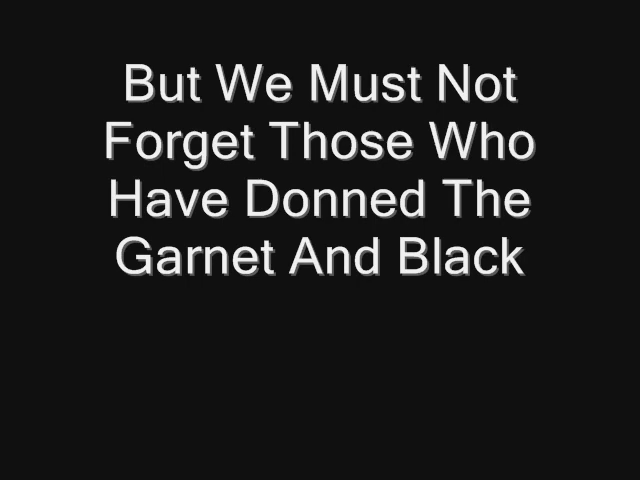 But We Must Not
Forget Those Who
Have Donned The
Garnet And Black